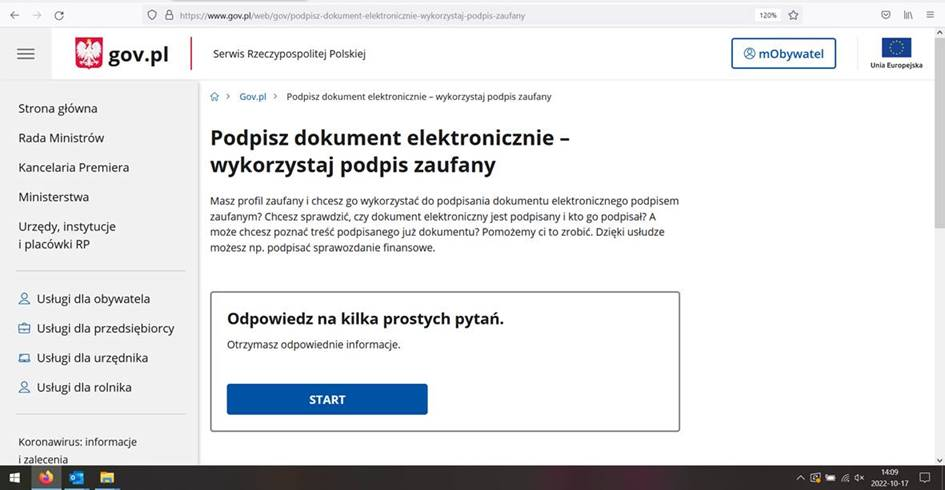 https://www.gov.pl/web/gov/podpisz-dokument-elektronicznie-wykorzystaj-podpis-zaufany
120%
gov.pl
Serwis Rzeczypospolitej Polskiej
mObywatel
Unia Europejska
Strona główna
Rada Ministrów
Kancelaria Premiera
Ministerstwa
Urzędy, instytucje
i placówki RP
Usługi dla obywatela
Usługi dla przedsiębiorcy
Usługi dla urzędnika
Usługi dla rolnika
Koronawirus: informacje
i zalecenia
Gov.pl > Podpisz dokument elektronicznie – wykorzystaj podpis zaufany
Podpisz dokument elektronicznie –
wykorzystaj podpis zaufany
Masz profil zaufany i chcesz go wykorzystać do podpisania dokumentu elektronicznego podpisem
zaufanym? Chcesz sprawdzić, czy dokument elektroniczny jest podpisany i kto go podpisał? A
może chcesz poznać treść podpisanego już dokumentu? Pomożemy ci to zrobić. Dzięki usłudze
możesz np. podpisać sprawozdanie finansowe.
Odpowiedz na kilka prostych pytań.
Otrzymasz odpowiednie informacje.
START
14:09
2022-10-17